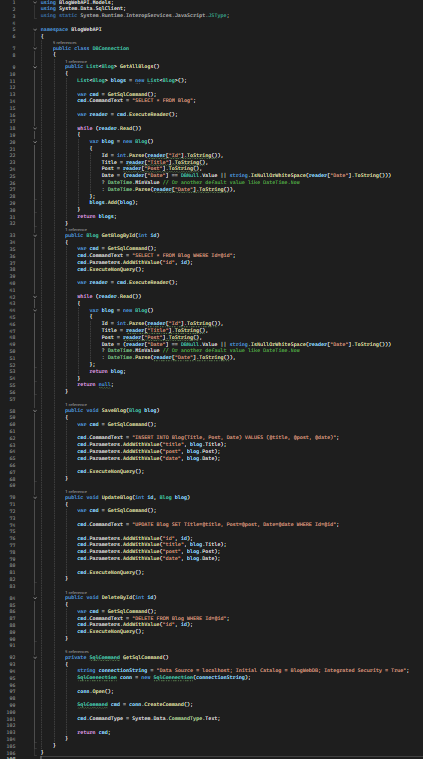 1 using BlogWebAPI.Models;
2 using System.Data.SqlClient;
3 using static System.Runtime.InteropServices.JavaScript.JSType;
4
5 namespace BlogWebAPI
6 {
7 public class DBConnection
8 {
9 public List<Blog> GetAllBlogs()
10 {
11 List<Blog> blogs = new List<Blog>();
12
13 var cmd = GetSqlCommand();
14 cmd.CommandText = "SELECT * FROM Blog";
15
16 var reader = cmd.ExecuteReader();
17
18 while (reader.Read())
19 {
20 var blog = new Blog()
21 {
22 Id = int.Parse(reader["Id"].ToString()),
23 Title = reader["Title"].ToString(),
24 Post = reader["Post"].ToString(),
25 Date = (reader["Date"] == DBNull.Value || string.IsNullOrWhiteSpace(reader["Date"].ToString()))
26 ? DateTime.MinValue // Or another default value like DateTime.Now
27 : DateTime.Parse(reader["Date"].ToString()),
28 };
29 blogs.Add(blog);
30 }
31 return blogs;
32 }
33 public Blog GetBlogById(int id)
34 {
35 var cmd = GetSqlCommand();
36 cmd.CommandText = "SELECT * FROM Blog WHERE Id=@id";
37 cmd.Parameters.AddWithValue("id", id);
38 cmd.ExecuteNonQuery();
39
40 var reader = cmd.ExecuteReader();
41
42 while (reader.Read())
43 {
44 var blog = new Blog()
45 {
46 Id = int.Parse(reader["Id"].ToString()),
47 Title = reader["Title"].ToString(),
48 Post = reader["Post"].ToString(),
49 Date = (reader["Date"] == DBNull.Value || string.IsNullOrWhiteSpace(reader["Date"].ToString()))
50 ? DateTime.MinValue // Or another default value like DateTime.Now
51 : DateTime.Parse(reader["Date"].ToString()),
52 };
53 return blog;
54 }
55 return null;
56 }
57
58 public void SaveBlog(Blog blog)
59 {
60 var cmd = GetSqlCommand();
61
62 cmd.CommandText = "INSERT INTO Blog(Title, Post, Date) VALUES (@title, @post, @date)";
63 cmd.Parameters.AddWithValue("title", blog.Title);
64 cmd.Parameters.AddWithValue("post", blog.Post);
65 cmd.Parameters.AddWithValue("date", blog.Date);
66
67 cmd.ExecuteNonQuery();
68 }
69
70 public void UpdateBlog(int id, Blog blog)
71 {
72 var cmd = GetSqlCommand();
73
74 cmd.CommandText = "UPDATE Blog SET Title=@title, Post=@post, Date=@date WHERE Id=@id";
75
76 cmd.Parameters.AddWithValue("id", id);
77 cmd.Parameters.AddWithValue("title", blog.Title);
78 cmd.Parameters.AddWithValue("post", blog.Post);
79 cmd.Parameters.AddWithValue("date", blog.Date);
80
81 cmd.ExecuteNonQuery();
82 }
83
84 public void DeleteById(int id)
85 {
86 var cmd = GetSqlCommand();
87 cmd.CommandText = "DELETE FROM Blog WHERE Id=@id";
88 cmd.Parameters.AddWithValue("id", id);
89 cmd.ExecuteNonQuery();
90 }
91
92 private SqlCommand GetSqlCommand()
93 {
94 string connectionString = "Data Source = localhost; Initial Catalog = BlogWebDB; Integrated Security = True";
95 SqlConnection conn = new SqlConnection(connectionString);
96
97 conn.Open();
98
99 SqlCommand cmd = conn.CreateCommand();
100
101 cmd.CommandType = System.Data.CommandType.Text;
102
103 return cmd;
104 }
105 }
106 }